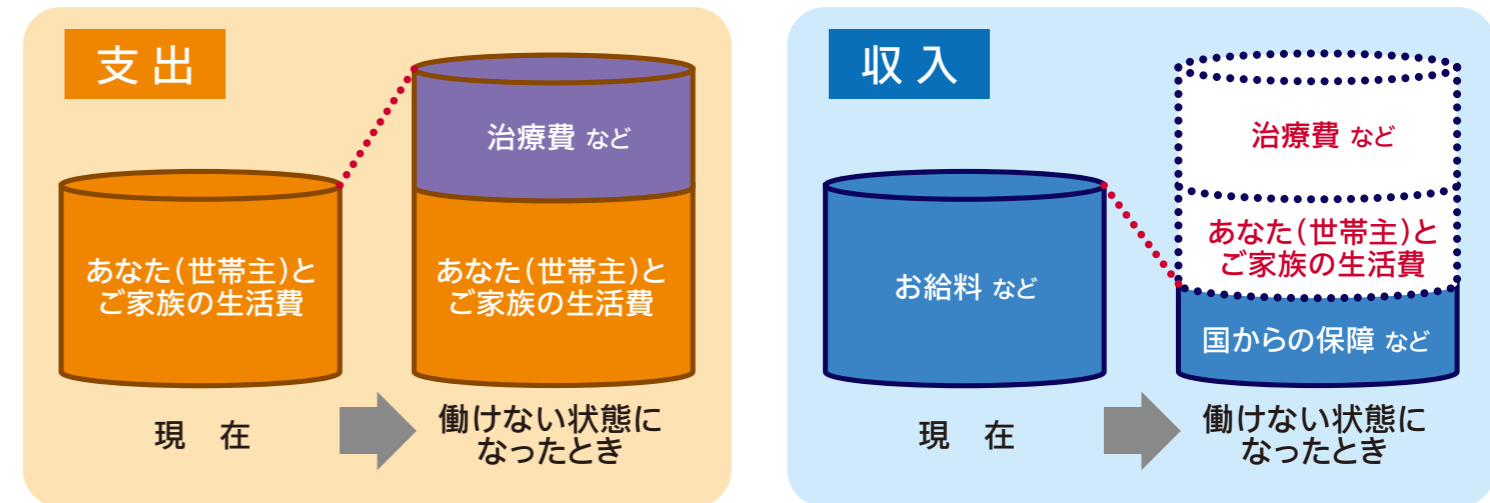 支出
治療費 など
あなた(世帯主)と
ご家族の生活費
あなた(世帯主)と
ご家族の生活費
現 在
働けない状態に
なったとき
収入
治療費 など
あなた(世帯主)と
ご家族の生活費
お給料 など
国からの保障 など
現 在
働けない状態に
なったとき